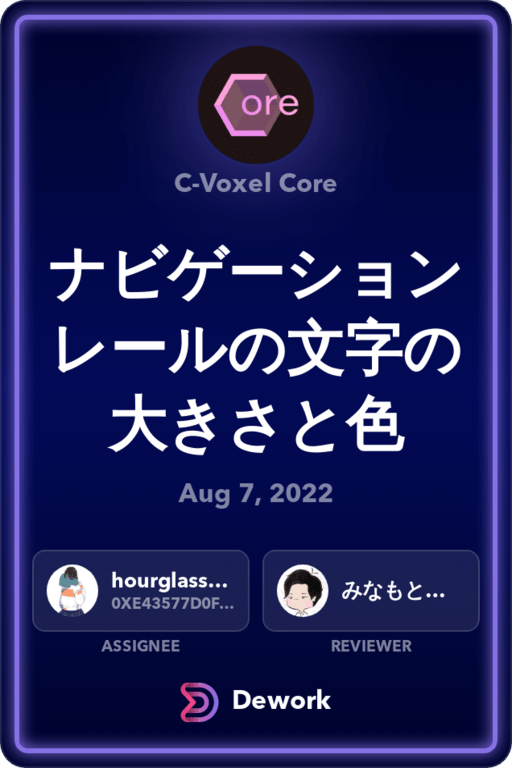 ore
C-Voxel Core
ナビゲーション
レールの文字の
大きさと色
Aug 7, 2022
hourglass...
0XE43577D0F...
みなもと...
ASSIGNEE
REVIEWER
Dework